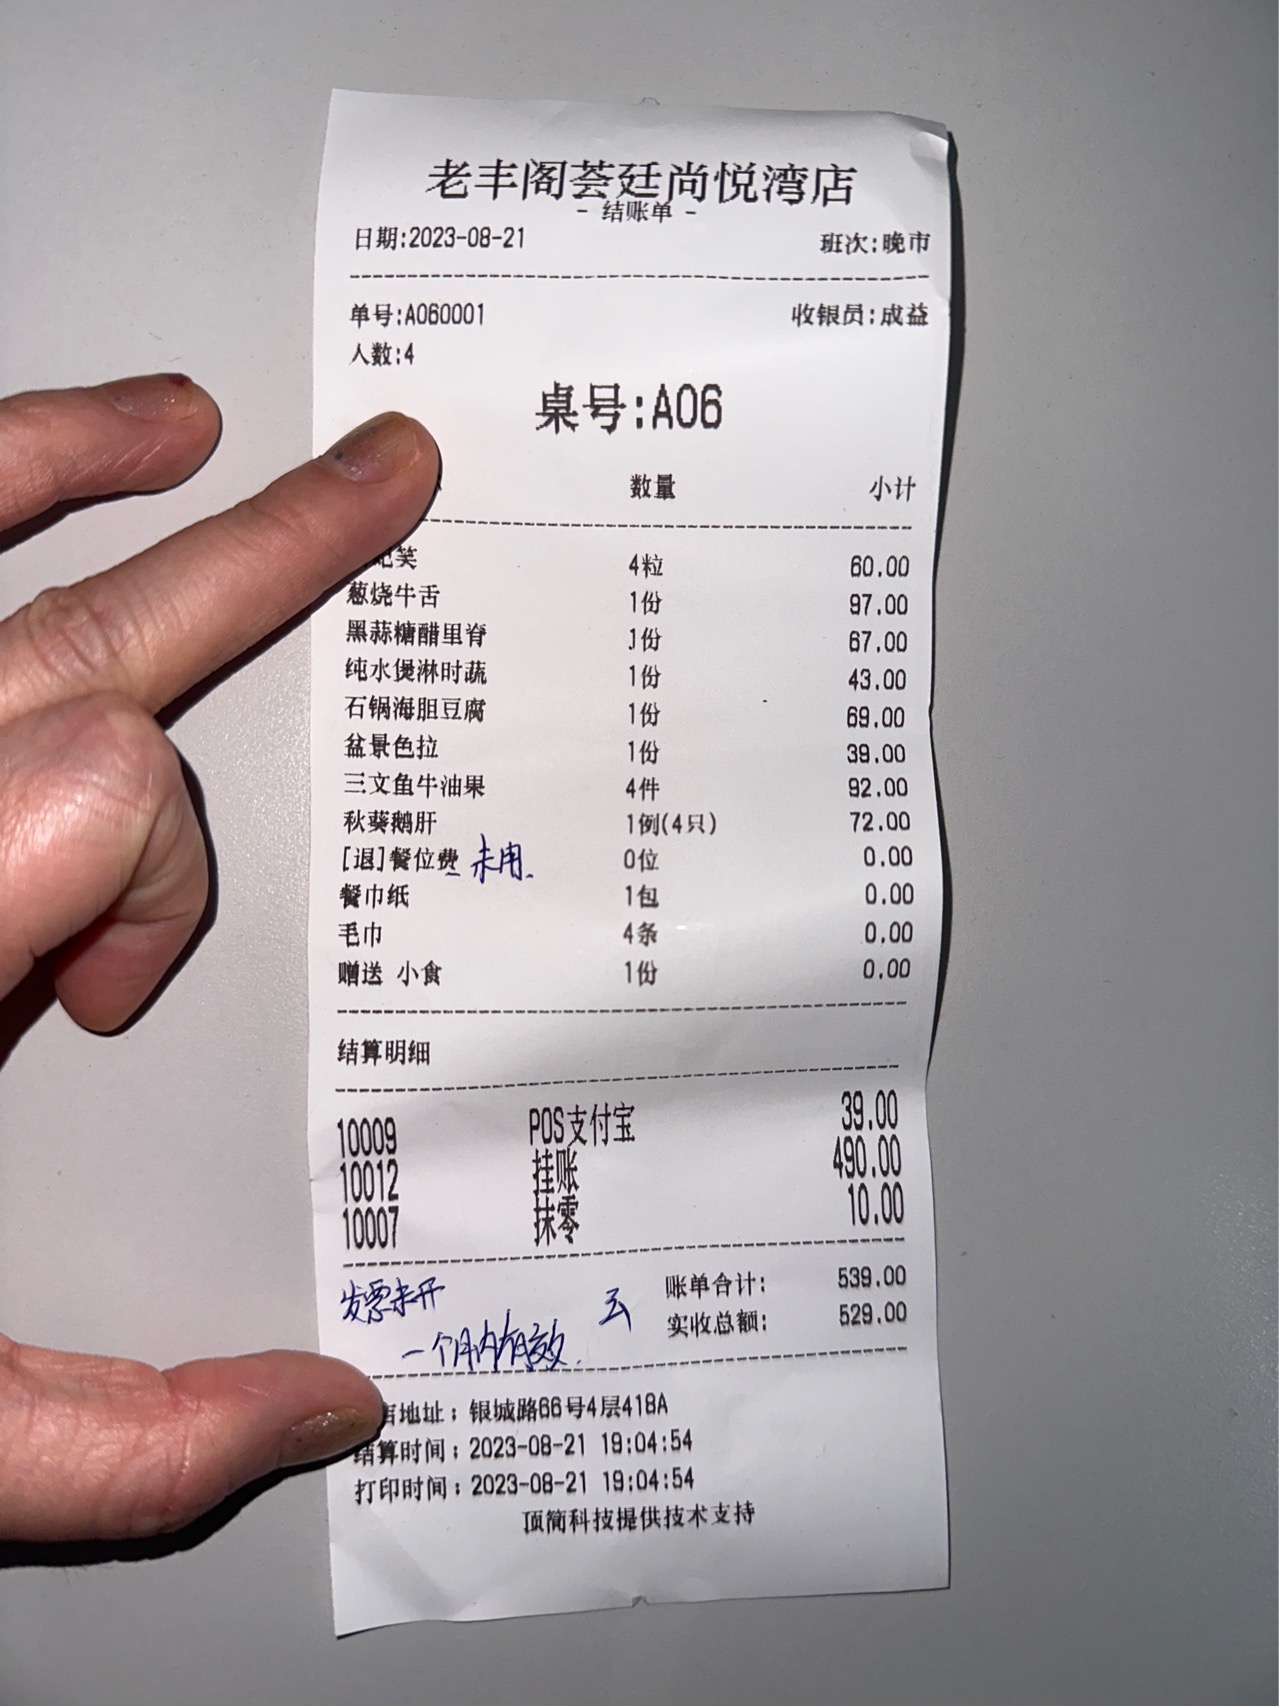 老丰阁荟廷尚悦湾店
- 结账单 -
日期:2023-08-21 班次:晚市
单号:A060001 收银员:成益
人数:4
桌号:A06
数量 小计
妃笑 4粒 60.00
葱烧牛舌 1份 97.00
黑蒜糖醋里脊 1份 67.00
纯水煲淋时蔬 1份 43.00
石锅海胆豆腐 1份 69.00
盆景色拉 1份 39.00
三文鱼牛油果 4件 92.00
秋葵鹅肝 1例(4只) 72.00
[退]餐位费 未用. 0位 0.00
餐巾纸 1包 0.00
毛巾 4条 0.00
赠送 小食 1份 0.00
结算明细
10009 POS支付宝 39.00
10012 挂账 490.00
10007 抹零 10.00
账单合计: 539.00
实收总额: 529.00
发票未开
一个月内有效.
店地址：银城路66号4层418A
结算时间：2023-08-21 19:04:54
打印时间：2023-08-21 19:04:54
顶简科技提供技术支持